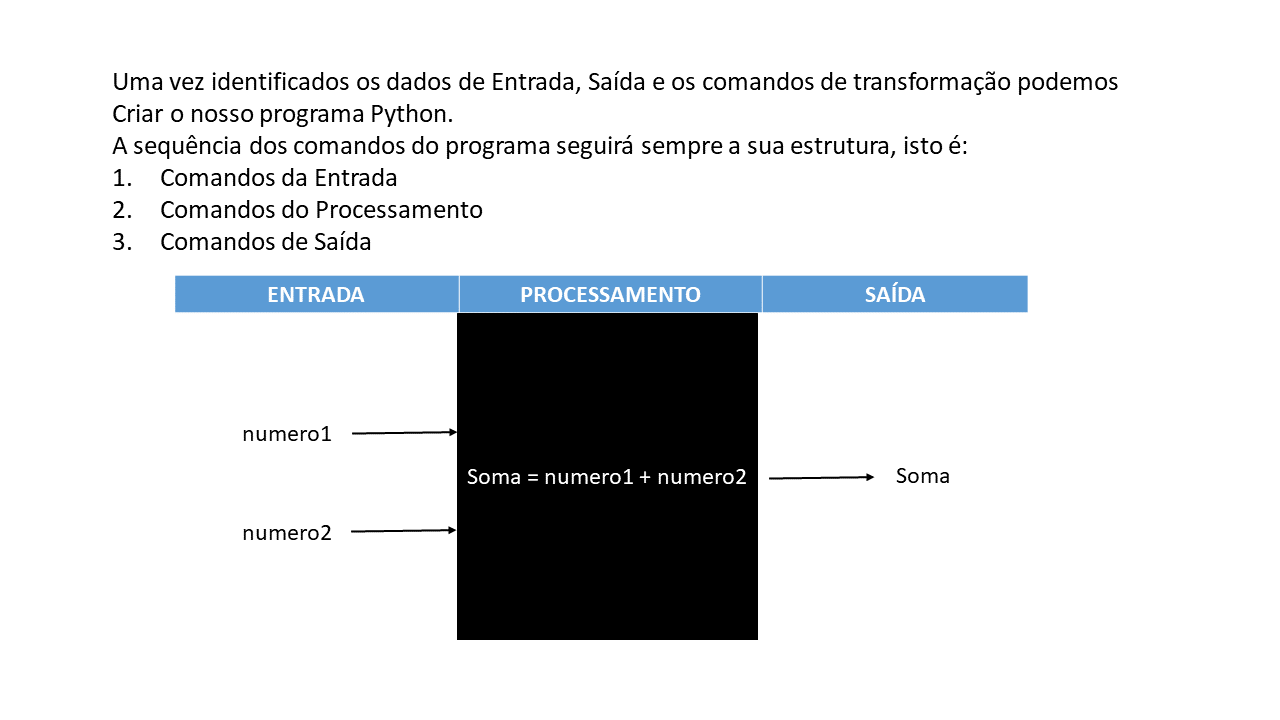 Uma vez identificados os dados de Entrada, Saída e os comandos de transformação podemos
Criar o nosso programa Python.
A sequência dos comandos do programa seguirá sempre a sua estrutura, isto é:
1. Comandos da Entrada
2. Comandos do Processamento
3. Comandos de Saída
ENTRADA PROCESSAMENTO SAÍDA
numero1
Soma = numero1 + numero2
Soma
numero2